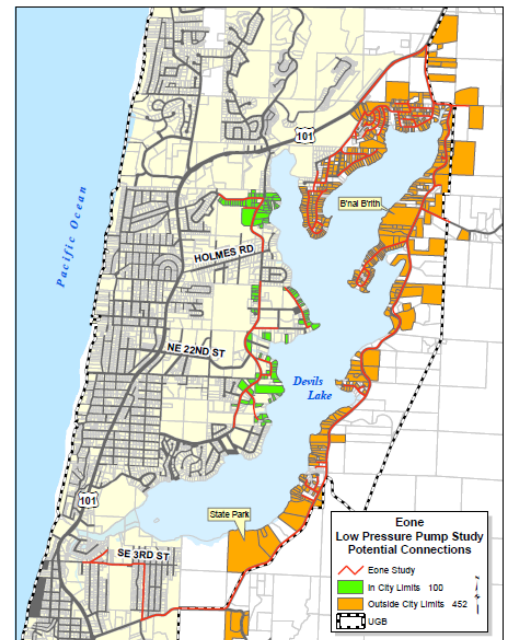 101
Pacific Ocean
B'nai B'rith
HOLMES RD
NE 22ND ST
Devils
Lake
101
State Park
SE 3RD ST
Eone
Low Pressure Pump Study
Potential Connections
Eone Study
In City Limits 100
Outside City Limits 452
UGB